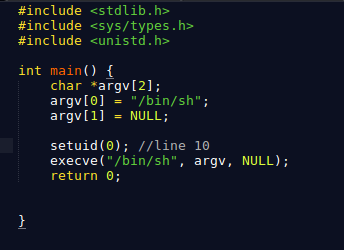 #include <stdlib.h>
#include <sys/types.h>
#include <unistd.h>
int main() {
    char *argv[2];
    argv[0] = "/bin/sh";
    argv[1] = NULL;
    setuid(0); //line 10
    execve("/bin/sh", argv, NULL);
    return 0;
}